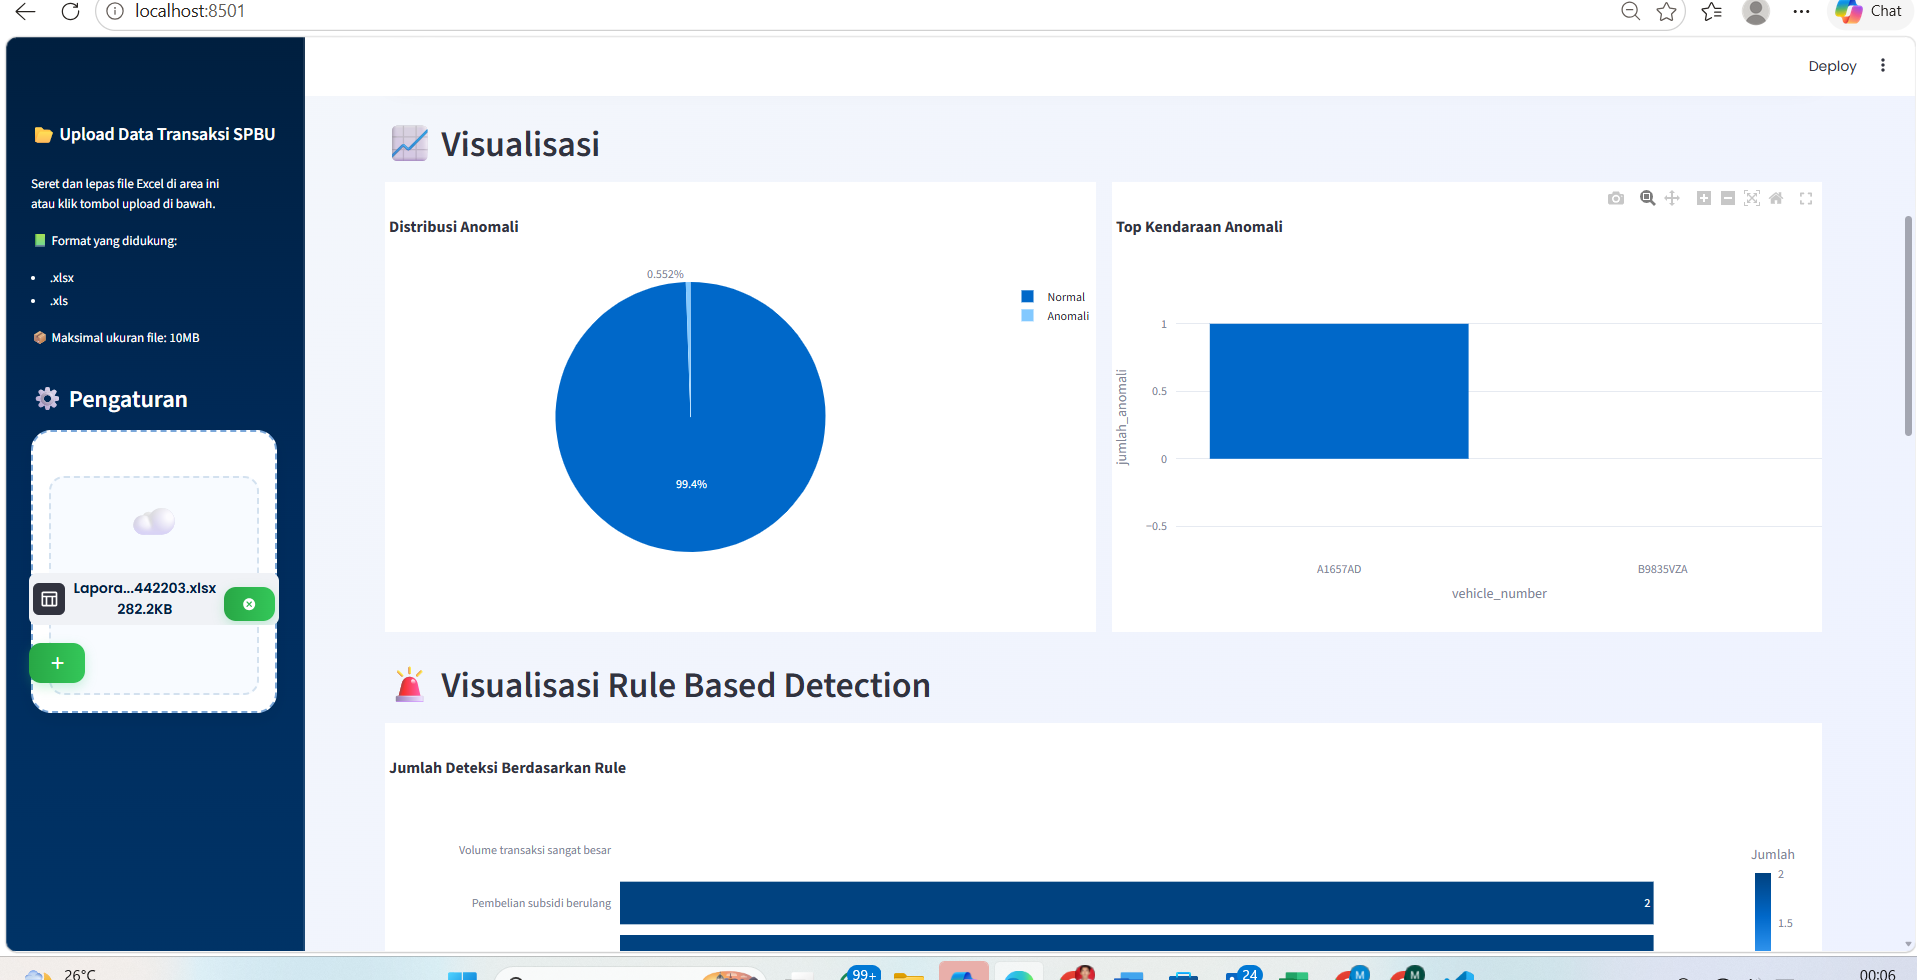 localhost:8501
Chat
Deploy
Upload Data Transaksi SPBU
Seret dan lepas file Excel di area ini
atau klik tombol upload di bawah.
Format yang didukung:
.xlsx
.xls
Maksimal ukuran file: 10MB
Pengaturan
Lapora...442203.xlsx
282.2KB
Visualisasi
Distribusi Anomali
0.552%
99.4%
Normal
Anomali
Top Kendaraan Anomali
1
0.5
0
−0.5
jumlah_anomali
A1657AD
B9835VZA
vehicle_number
Visualisasi Rule Based Detection
Jumlah Deteksi Berdasarkan Rule
Volume transaksi sangat besar
Pembelian subsidi berulang
2
Jumlah
2
1.5
26°C
99+
24
M
M
00:06